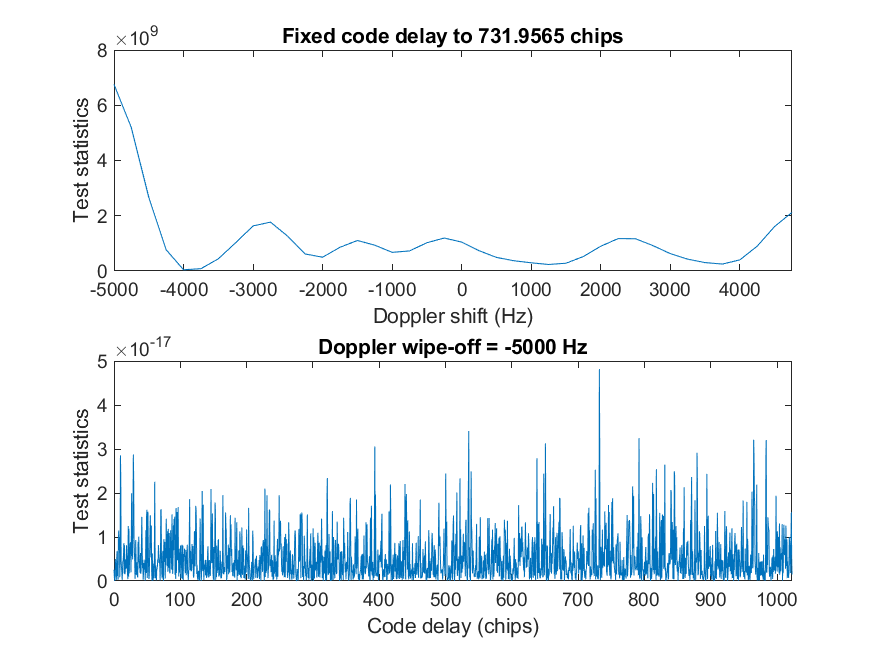 Fixed code delay to 731.9565 chips
×10⁹
8
6
4
2
0
Test statistics
-5000 -4000 -3000 -2000 -1000 0 1000 2000 3000 4000
Doppler shift (Hz)
Doppler wipe-off = -5000 Hz
×10⁻¹⁷
5
4
3
2
1
0
Test statistics
0 100 200 300 400 500 600 700 800 900 1000
Code delay (chips)